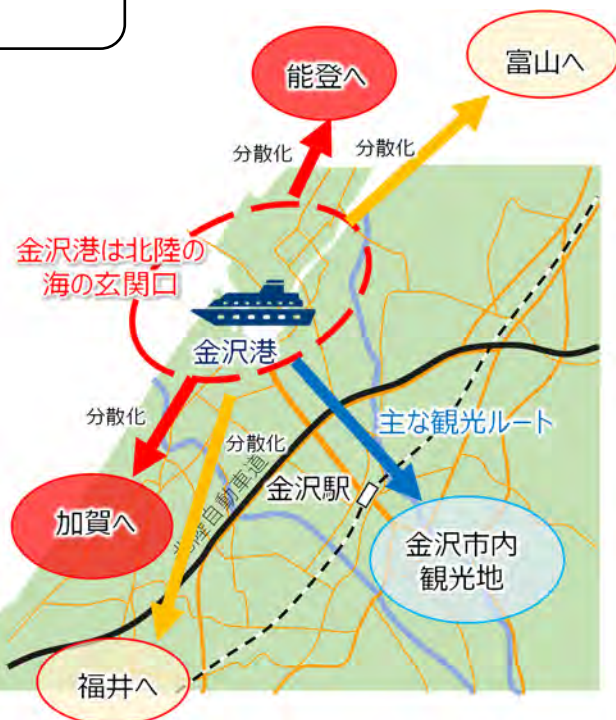 能登へ
富山へ
分散化
分散化
金沢港は北陸の
海の玄関口
金沢港
分散化
分散化
主な観光ルート
北陸自動車道
金沢駅
加賀へ
金沢市内
観光地
福井へ